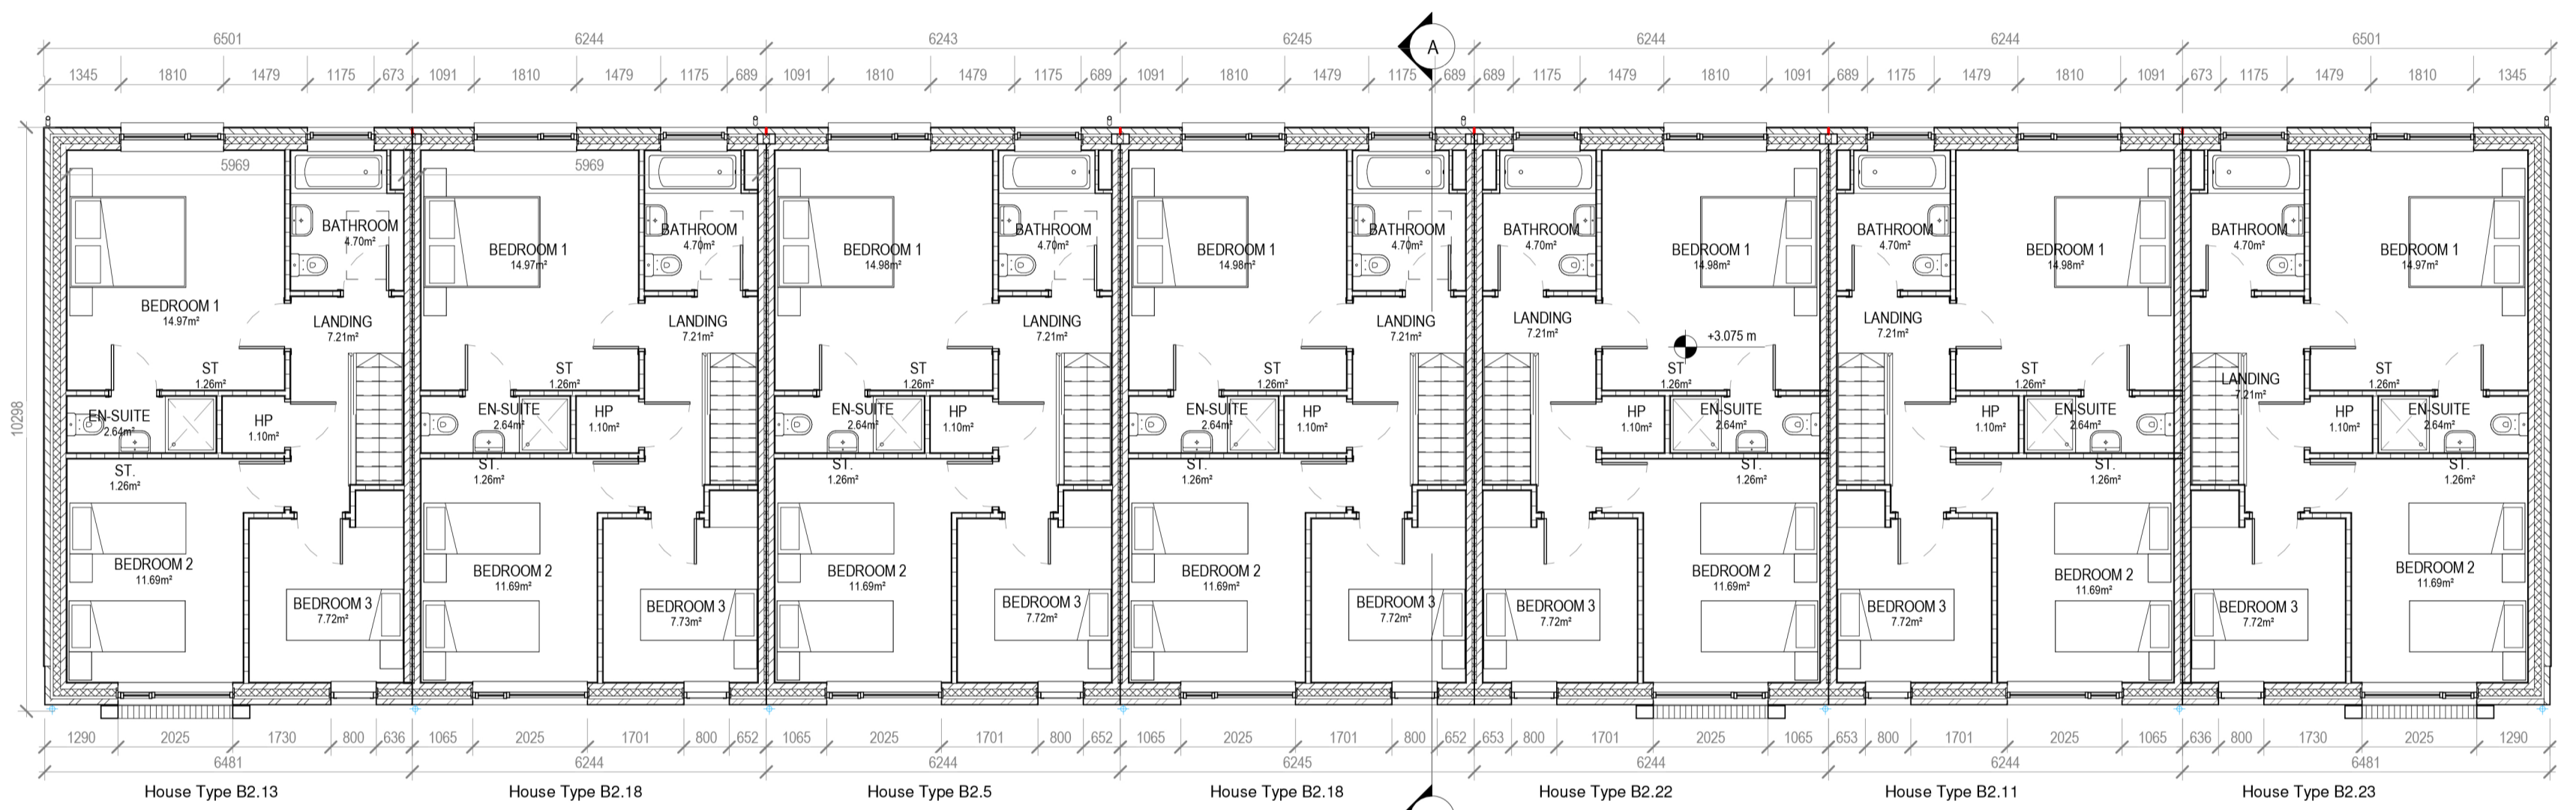 6501 6244 6243 6245 6244 6244 6501
A
1345 1810 1479 1175 673 1091 1810 1479 1175 689 1091 1810 1479 1175 689 1091 1810 1479 1175 689 689 1175 1479 1810 1091 689 1175 1479 1810 1091 673 1175 1479 1810 1345
5969 5969
10298
BEDROOM 1
14.97m²
BATHROOM
4.70m²
LANDING
7.21m²
ST
1.26m²
EN-SUITE
2.64m²
HP
1.10m²
ST.
1.26m²
BEDROOM 2
11.69m²
BEDROOM 3
7.72m²
BEDROOM 1
14.97m²
BATHROOM
4.70m²
LANDING
7.21m²
ST
1.26m²
EN-SUITE
2.64m²
HP
1.10m²
ST.
1.26m²
BEDROOM 2
11.69m²
BEDROOM 3
7.73m²
BEDROOM 1
14.98m²
BATHROOM
4.70m²
LANDING
7.21m²
ST
1.26m²
EN-SUITE
2.64m²
HP
1.10m²
ST.
1.26m²
BEDROOM 2
11.69m²
BEDROOM 3
7.72m²
BEDROOM 1
14.98m²
BATHROOM
4.70m²
LANDING
7.21m²
ST
1.26m²
EN-SUITE
2.64m²
HP
1.10m²
ST.
1.26m²
BEDROOM 2
11.69m²
BEDROOM 3
7.72m²
BATHROOM
4.70m²
BEDROOM 1
14.98m²
LANDING
7.21m²
+3.075 m
ST
1.26m²
HP
1.10m²
EN-SUITE
2.64m²
ST.
1.26m²
BEDROOM 2
11.69m²
BEDROOM 3
7.72m²
BATHROOM
4.70m²
BEDROOM 1
14.98m²
LANDING
7.21m²
ST
1.26m²
HP
1.10m²
EN-SUITE
2.64m²
ST.
1.26m²
BEDROOM 2
11.69m²
BEDROOM 3
7.72m²
BATHROOM
4.70m²
BEDROOM 1
14.97m²
LANDING
7.21m²
ST
1.26m²
HP
1.10m²
EN-SUITE
2.64m²
ST.
1.26m²
BEDROOM 2
11.69m²
BEDROOM 3
7.72m²
1290 2025 1730 800 636 1065 2025 1701 800 652 1065 2025 1701 800 652 1065 2025 1701 800 652 653 800 1701 2025 1065 653 800 1701 2025 1065 636 800 1730 2025 1290
6481 6244 6244 6245 6244 6244 6481
House Type B2.13 House Type B2.18 House Type B2.5 House Type B2.18 House Type B2.22 House Type B2.11 House Type B2.23